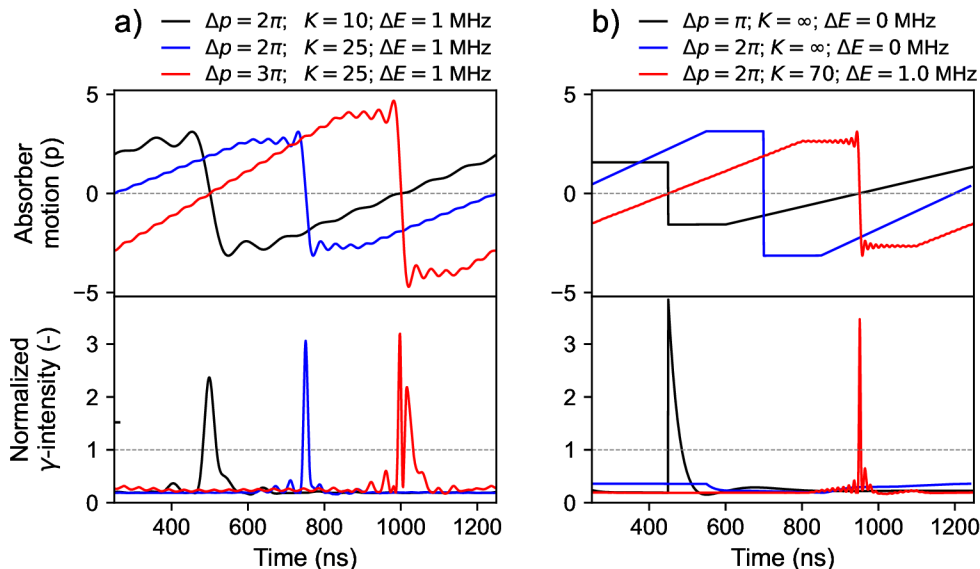 a)
Δp = 2π; K = 10; ΔE = 1 MHz
Δp = 2π; K = 25; ΔE = 1 MHz
Δp = 3π; K = 25; ΔE = 1 MHz
b)
Δp = π; K = ∞; ΔE = 0 MHz
Δp = 2π; K = ∞; ΔE = 0 MHz
Δp = 2π; K = 70; ΔE = 1.0 MHz
Absorber
motion (p)
5
0
−5
5
0
−5
Normalized
γ-intensity (-)
3
2
1
0
3
2
1
0
400 600 800 1000 1200
Time (ns)
400 600 800 1000 1200
Time (ns)